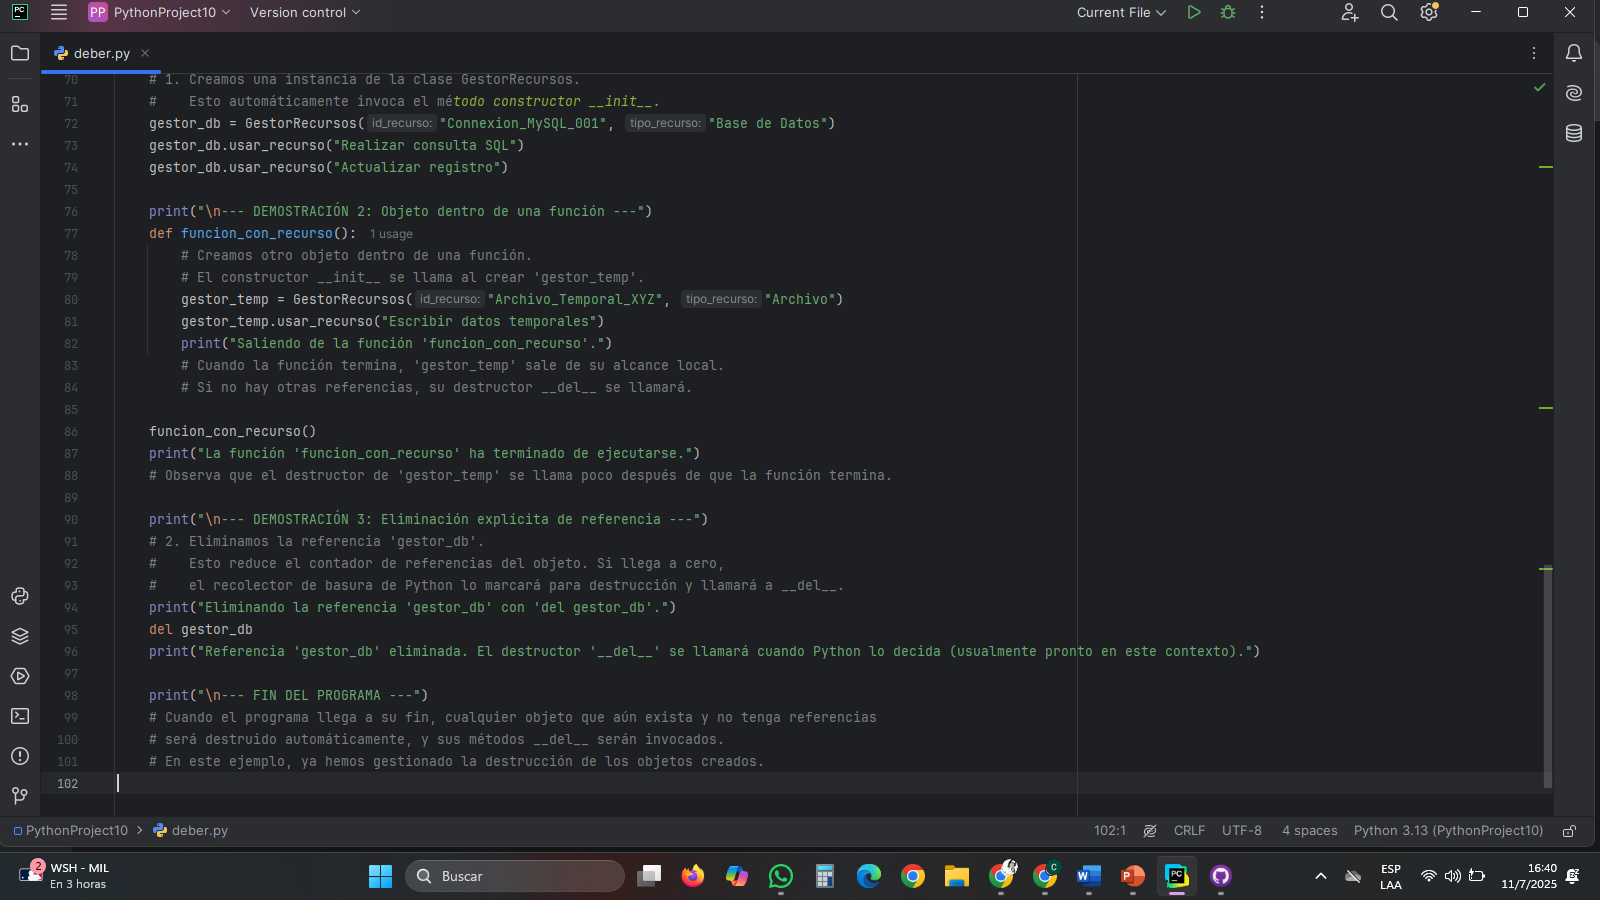 PC
PP PythonProject10 Version control Current File
deber.py
70 # 1. Creamos una instancia de la clase GestorRecursos.
71 #    Esto automáticamente invoca el método constructor __init__.
72 gestor_db = GestorRecursos( id_recurso: "Connexion_MySQL_001", tipo_recurso: "Base de Datos")
73 gestor_db.usar_recurso("Realizar consulta SQL")
74 gestor_db.usar_recurso("Actualizar registro")
75
76 print("\n--- DEMOSTRACIÓN 2: Objeto dentro de una función ---")
77 def funcion_con_recurso(): 1 usage
78     # Creamos otro objeto dentro de una función.
79     # El constructor __init__ se llama al crear 'gestor_temp'.
80     gestor_temp = GestorRecursos( id_recurso: "Archivo_Temporal_XYZ", tipo_recurso: "Archivo")
81     gestor_temp.usar_recurso("Escribir datos temporales")
82     print("Saliendo de la función 'funcion_con_recurso'.")
83     # Cuando la función termina, 'gestor_temp' sale de su alcance local.
84     # Si no hay otras referencias, su destructor __del__ se llamará.
85
86 funcion_con_recurso()
87 print("La función 'funcion_con_recurso' ha terminado de ejecutarse.")
88 # Observa que el destructor de 'gestor_temp' se llama poco después de que la función termina.
89
90 print("\n--- DEMOSTRACIÓN 3: Eliminación explícita de referencia ---")
91 # 2. Eliminamos la referencia 'gestor_db'.
92 #    Esto reduce el contador de referencias del objeto. Si llega a cero,
93 #    el recolector de basura de Python lo marcará para destrucción y llamará a __del__.
94 print("Eliminando la referencia 'gestor_db' con 'del gestor_db'.")
95 del gestor_db
96 print("Referencia 'gestor_db' eliminada. El destructor '__del__' se llamará cuando Python lo decida (usualmente pronto en este contexto).")
97
98 print("\n--- FIN DEL PROGRAMA ---")
99 # Cuando el programa llega a su fin, cualquier objeto que aún exista y no tenga referencias
100 # será destruido automáticamente, y sus métodos __del__ serán invocados.
101 # En este ejemplo, ya hemos gestionado la destrucción de los objetos creados.
102
PythonProject10 > deber.py 102:1 CRLF UTF-8 4 spaces Python 3.13 (PythonProject10)
2 WSH - MIL
En 3 horas
Buscar
ESP
LAA
16:40
11/7/2025